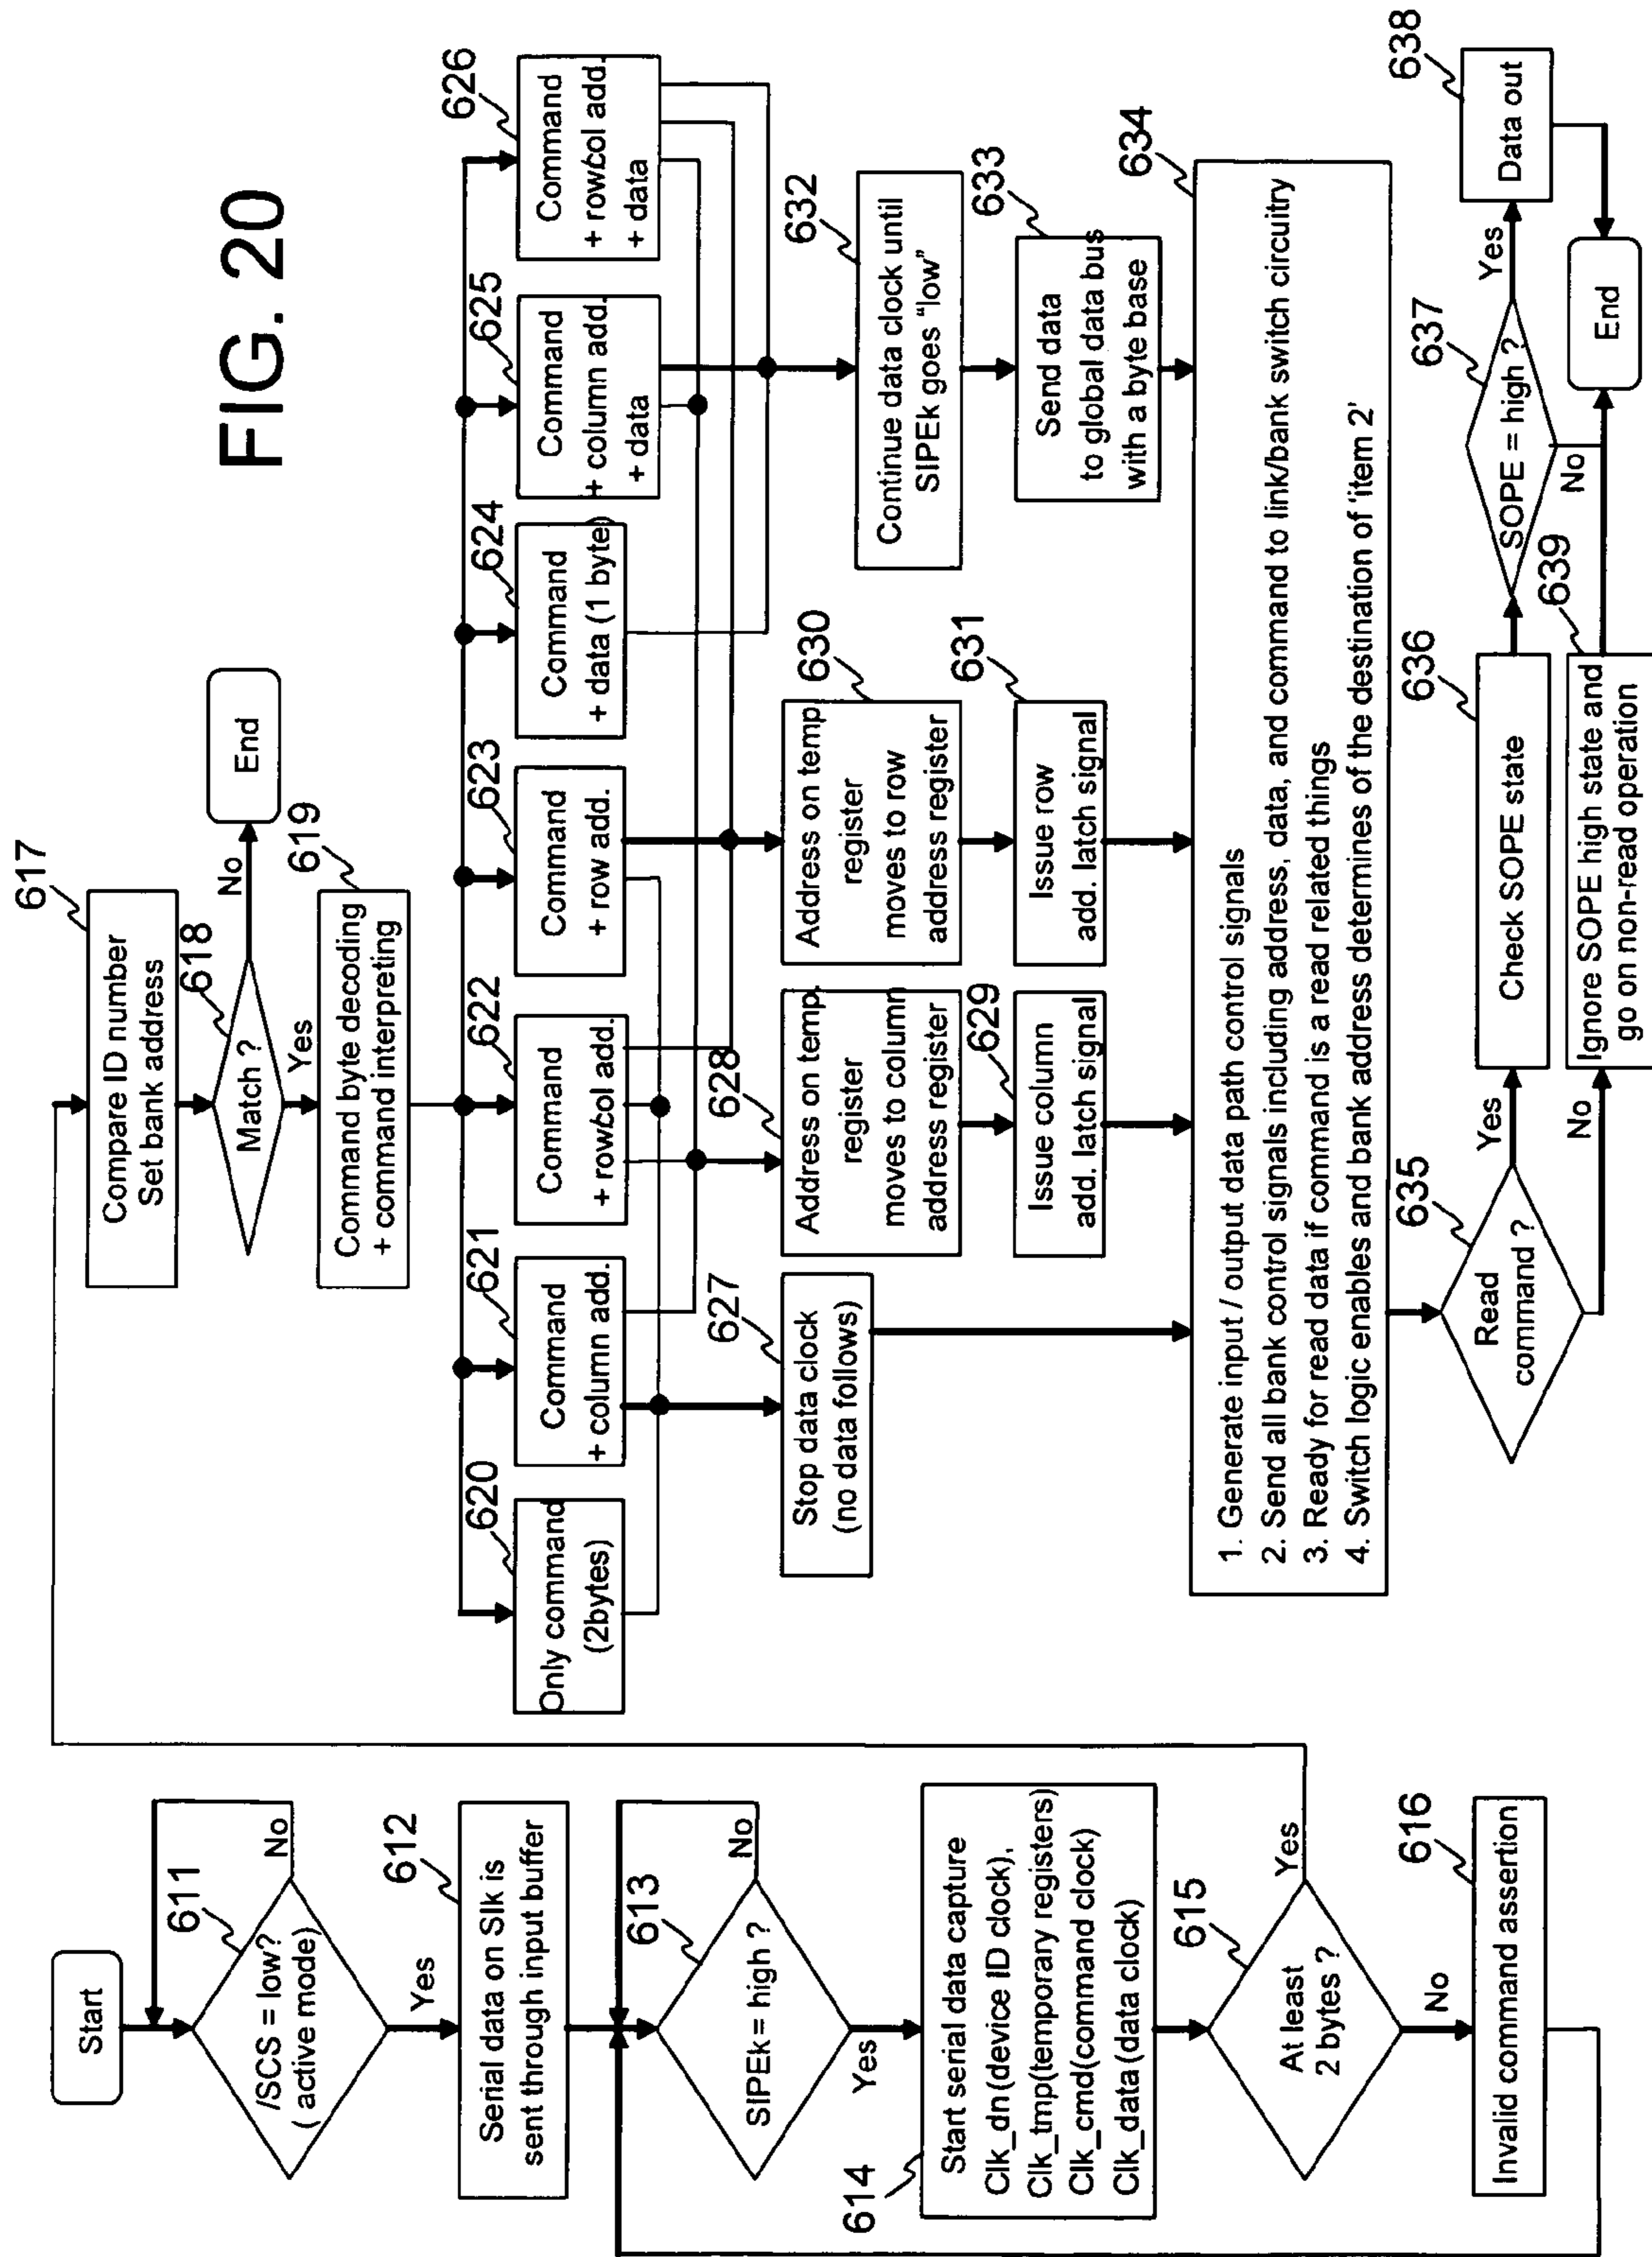 FIG. 20
Start
611
/SCS = low?
( active mode)
No
Yes
612
Serial data on SIk is
sent through input buffer
613
SIPEk = high ?
No
Yes
614
Start serial data capture
Clk_dn (device ID clock),
Clk_tmp(temporary registers)
Clk_cmd(command clock)
Clk_data (data clock)
615
At least
2 bytes ?
Yes
No
616
Invalid command assertion
617
Compare ID number
Set bank address
618
Match ?
No
End
Yes
619
Command byte decoding
+ command interpreting
620
Only command
(2bytes)
621
Command
+ column add.
622
Command
+ row/col add.
623
Command
+ row add.
624
Command
+ data (1 byte)
625
Command
+ column add.
+ data
626
Command
+ row/col add.
+ data
627
Stop data clock
(no data follows)
628
Address on temp.
register
moves to column
address register
629
Issue column
add. latch signal
630
Address on temp
register
moves to row
address register
631
Issue row
add. latch signal
632
Continue data clock until
SIPEk goes “low”
633
Send data
to global data bus
with a byte base
634
1. Generate input / output data path control signals
2. Send all bank control signals including address, data, and command to link/bank switch circuitry
3. Ready for read data if command is a read related things
4. Switch logic enables and bank address determines of the destination of ‘item 2’
635
Read
command ?
Yes
No
636
Check SOPE state
637
SOPE = high ?
Yes
No
638
Data out
639
Ignore SOPE high state and
go on non-read operation
End